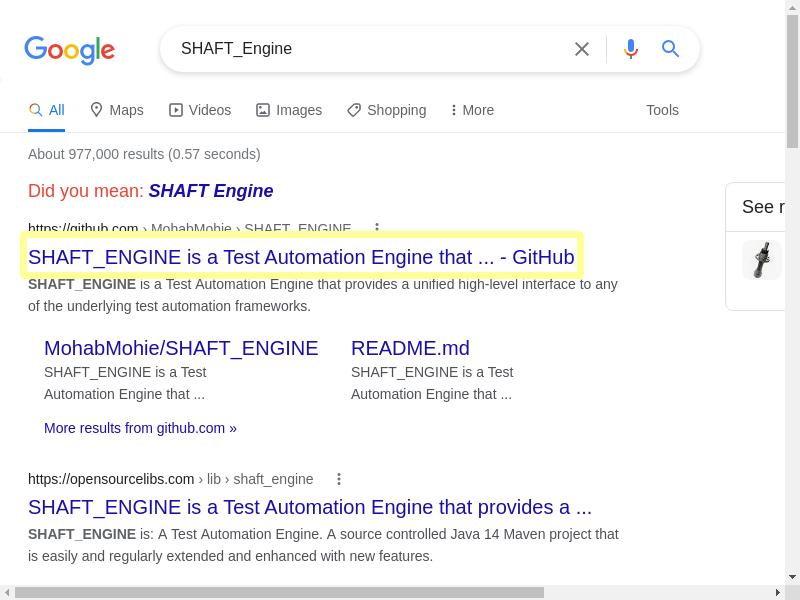 Google
SHAFT_Engine
All Maps Videos Images Shopping More Tools
About 977,000 results (0.57 seconds)
Did you mean: SHAFT Engine
See r
https://github.com › MohabMohie › SHAFT_ENGINE
SHAFT_ENGINE is a Test Automation Engine that ... - GitHub
SHAFT_ENGINE is a Test Automation Engine that provides a unified high-level interface to any
of the underlying test automation frameworks.
MohabMohie/SHAFT_ENGINE
SHAFT_ENGINE is a Test
Automation Engine that ...
README.md
SHAFT_ENGINE is a Test
Automation Engine that ...
More results from github.com »
https://opensourcelibs.com › lib › shaft_engine
SHAFT_ENGINE is a Test Automation Engine that provides a ...
SHAFT_ENGINE is: A Test Automation Engine. A source controlled Java 14 Maven project that
is easily and regularly extended and enhanced with new features.